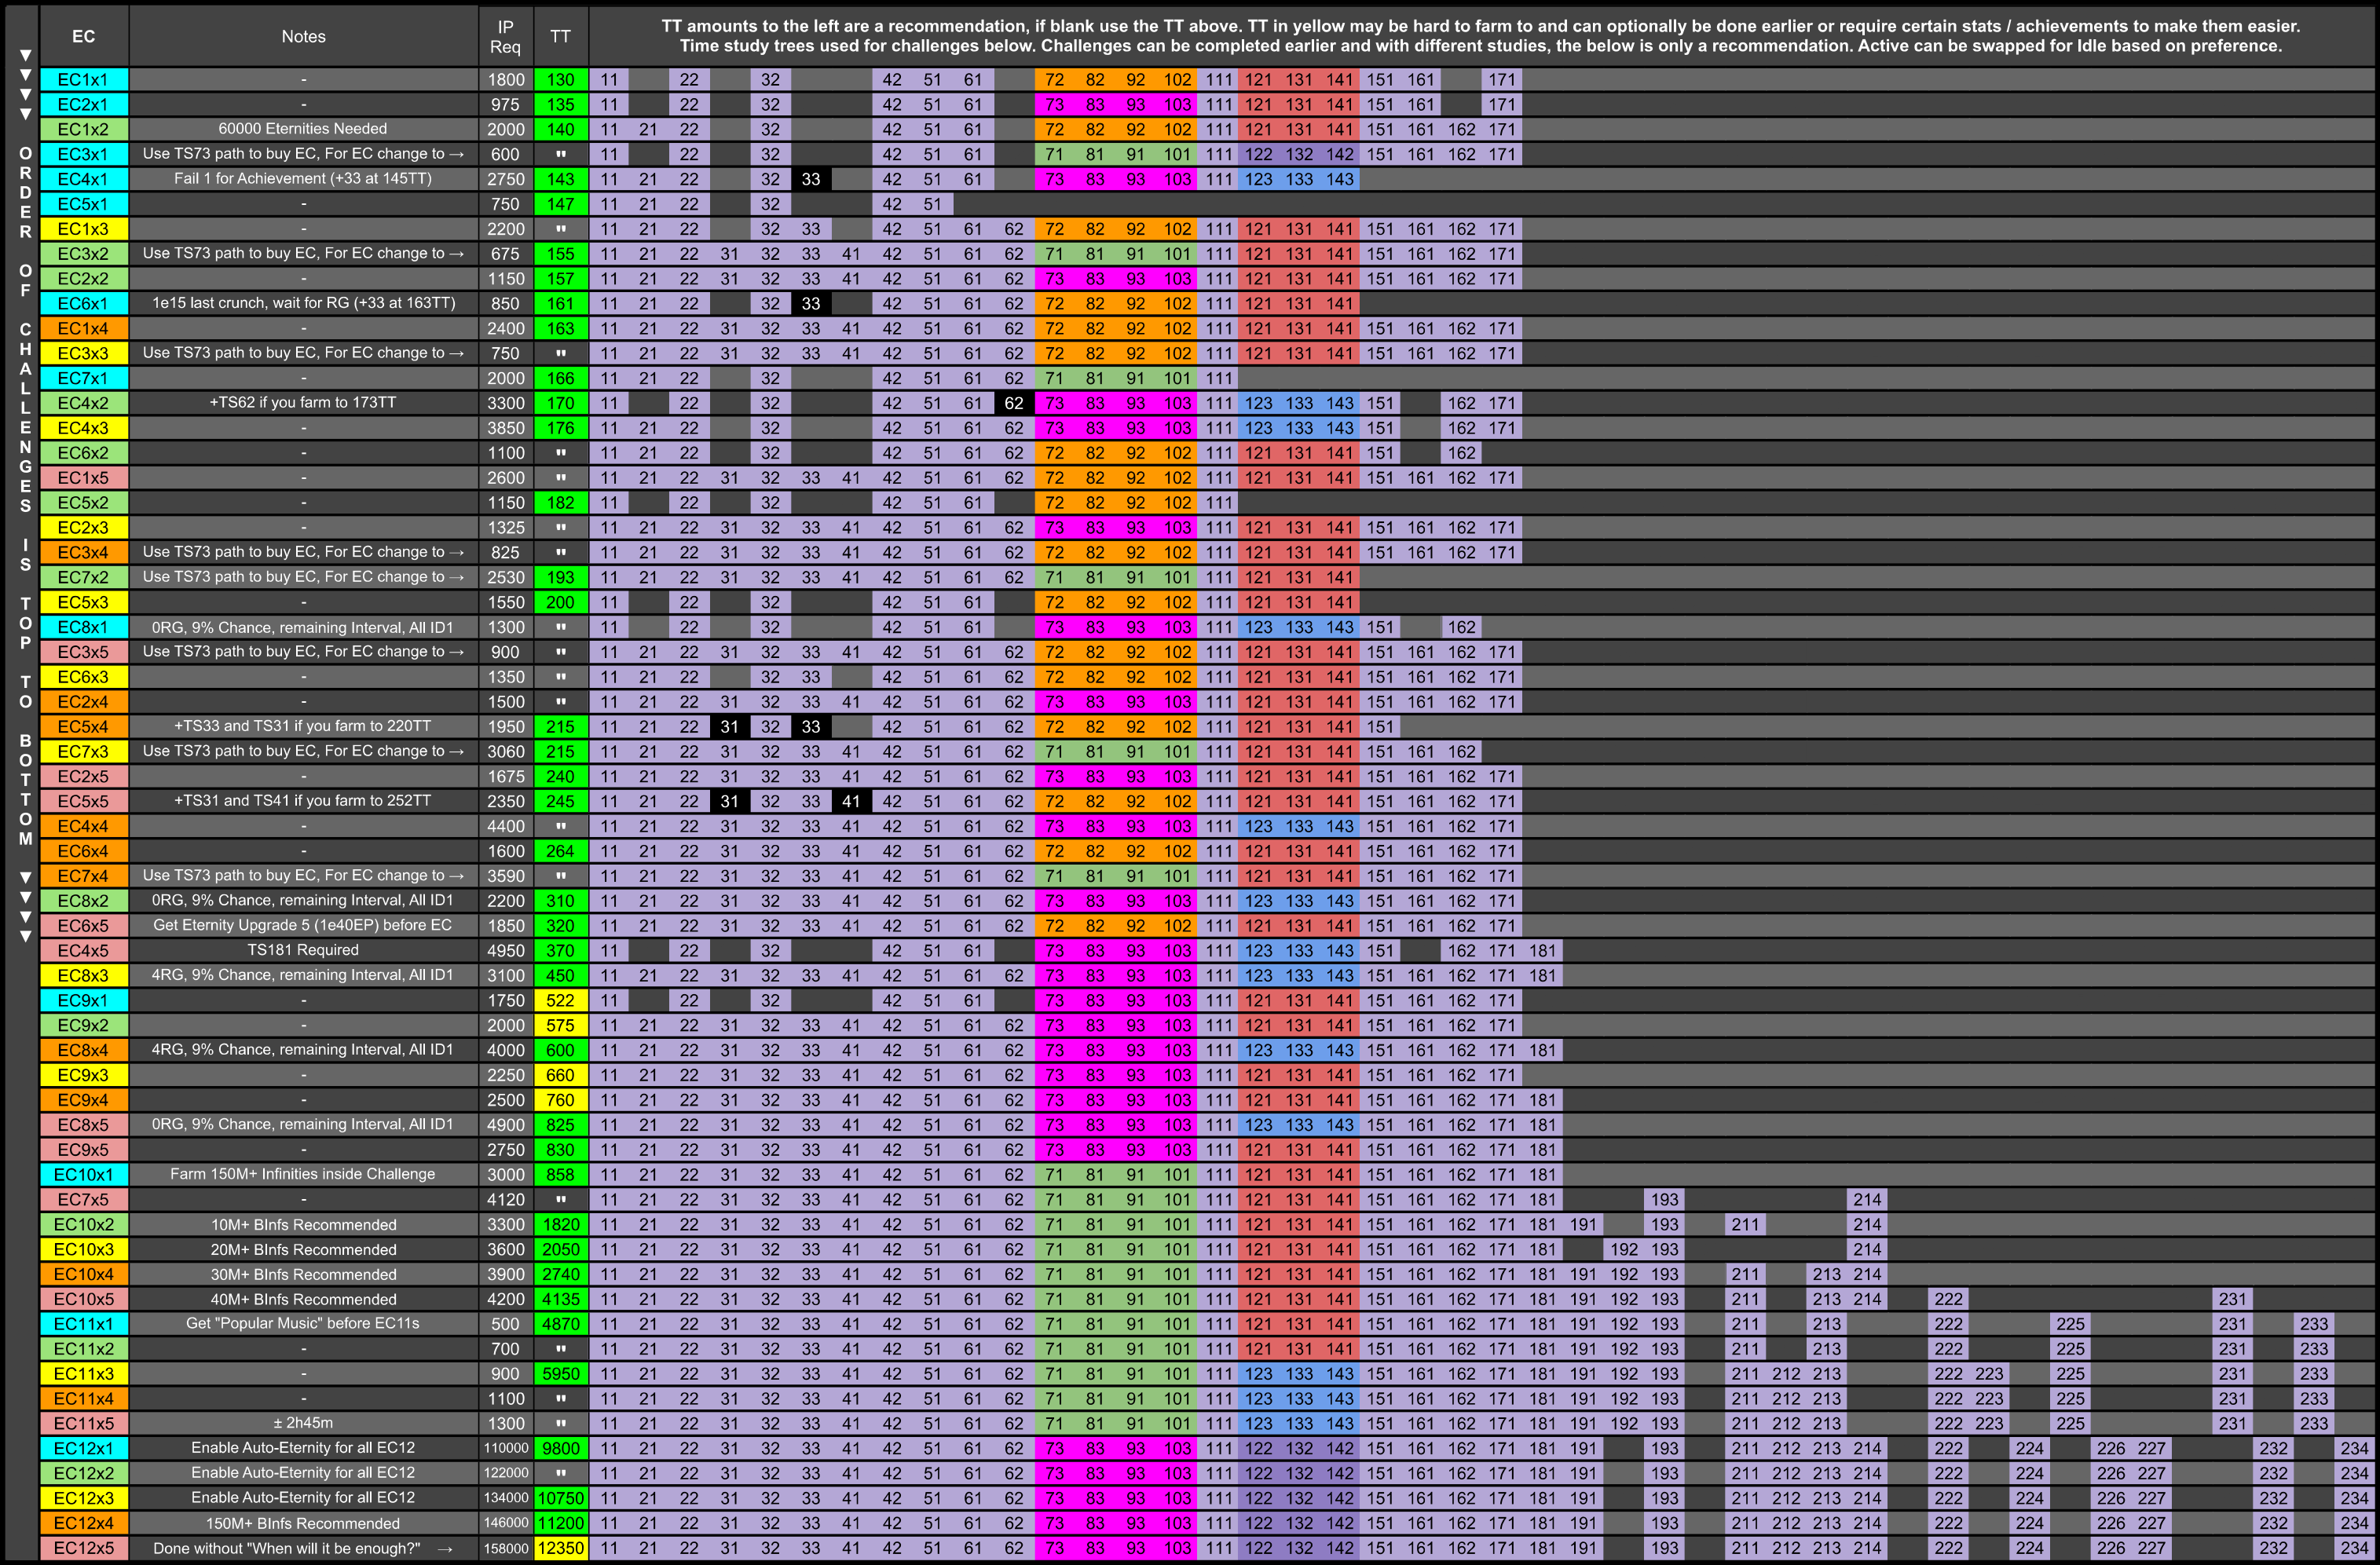 EC Notes IP Req TT TT amounts to the left are a recommendation, if blank use the TT above. TT in yellow may be hard to farm to and can optionally be done earlier or require certain stats / achievements to make them easier.
Time study trees used for challenges below. Challenges can be completed earlier and with different studies, the below is only a recommendation. Active can be swapped for Idle based on preference.
▼▼▼▼ ORDER OF CHALLENGES IS TOP TO BOTTOM ▼▼▼▼
EC1x1 - 1800 130 11 22 32 42 51 61 72 82 92 102 111 121 131 141 151 161 171
EC2x1 - 975 135 11 22 32 42 51 61 73 83 93 103 111 121 131 141 151 161 171
EC1x2 60000 Eternities Needed 2000 140 11 21 22 32 42 51 61 72 82 92 102 111 121 131 141 151 161 162 171
EC3x1 Use TS73 path to buy EC, For EC change to → 600 " 11 22 32 42 51 61 71 81 91 101 111 122 132 142 151 161 162 171
EC4x1 Fail 1 for Achievement (+33 at 145TT) 2750 143 11 21 22 32 33 42 51 61 73 83 93 103 111 123 133 143
EC5x1 - 750 147 11 21 22 32 42 51
EC1x3 - 2200 " 11 21 22 32 33 42 51 61 62 72 82 92 102 111 121 131 141 151 161 162 171
EC3x2 Use TS73 path to buy EC, For EC change to → 675 155 11 21 22 31 32 33 41 42 51 61 62 71 81 91 101 111 121 131 141 151 161 162 171
EC2x2 - 1150 157 11 21 22 31 32 33 41 42 51 61 62 73 83 93 103 111 121 131 141 151 161 162 171
EC6x1 1e15 last crunch, wait for RG (+33 at 163TT) 850 161 11 21 22 32 33 42 51 61 62 72 82 92 102 111 121 131 141
EC1x4 - 2400 163 11 21 22 31 32 33 41 42 51 61 62 72 82 92 102 111 121 131 141 151 161 162 171
EC3x3 Use TS73 path to buy EC, For EC change to → 750 " 11 21 22 31 32 33 41 42 51 61 62 72 82 92 102 111 121 131 141 151 161 162 171
EC7x1 - 2000 166 11 21 22 32 42 51 61 62 71 81 91 101 111
EC4x2 +TS62 if you farm to 173TT 3300 170 11 22 32 42 51 61 62 73 83 93 103 111 123 133 143 151 162 171
EC4x3 - 3850 176 11 21 22 32 42 51 61 62 73 83 93 103 111 123 133 143 151 162 171
EC6x2 - 1100 " 11 21 22 32 42 51 61 62 72 82 92 102 111 121 131 141 151 162
EC1x5 - 2600 " 11 21 22 31 32 33 41 42 51 61 62 72 82 92 102 111 121 131 141 151 161 162 171
EC5x2 - 1150 182 11 22 32 42 51 61 72 82 92 102 111
EC2x3 - 1325 " 11 21 22 31 32 33 41 42 51 61 62 73 83 93 103 111 121 131 141 151 161 162 171
EC3x4 Use TS73 path to buy EC, For EC change to → 825 " 11 21 22 31 32 33 41 42 51 61 62 72 82 92 102 111 121 131 141 151 161 162 171
EC7x2 Use TS73 path to buy EC, For EC change to → 2530 193 11 21 22 31 32 33 41 42 51 61 62 71 81 91 101 111 121 131 141
EC5x3 - 1550 200 11 22 32 42 51 61 72 82 92 102 111 121 131 141
EC8x1 0RG, 9% Chance, remaining Interval, All ID1 1300 " 11 22 32 42 51 61 73 83 93 103 111 123 133 143 151 162
EC3x5 Use TS73 path to buy EC, For EC change to → 900 " 11 21 22 31 32 33 41 42 51 61 62 72 82 92 102 111 121 131 141 151 161 162 171
EC6x3 - 1350 " 11 21 22 32 33 42 51 61 62 72 82 92 102 111 121 131 141 151 161 162 171
EC2x4 - 1500 " 11 21 22 31 32 33 41 42 51 61 62 73 83 93 103 111 121 131 141 151 161 162 171
EC5x4 +TS33 and TS31 if you farm to 220TT 1950 215 11 21 22 31 32 33 42 51 61 62 72 82 92 102 111 121 131 141 151
EC7x3 Use TS73 path to buy EC, For EC change to → 3060 215 11 21 22 31 32 33 41 42 51 61 62 71 81 91 101 111 121 131 141 151 161 162
EC2x5 - 1675 240 11 21 22 31 32 33 41 42 51 61 62 73 83 93 103 111 121 131 141 151 161 162 171
EC5x5 +TS31 and TS41 if you farm to 252TT 2350 245 11 21 22 31 32 33 41 42 51 61 62 72 82 92 102 111 121 131 141 151 161 162 171
EC4x4 - 4400 " 11 21 22 31 32 33 41 42 51 61 62 73 83 93 103 111 123 133 143 151 161 162 171
EC6x4 - 1600 264 11 21 22 31 32 33 41 42 51 61 62 72 82 92 102 111 121 131 141 151 161 162 171
EC7x4 Use TS73 path to buy EC, For EC change to → 3590 " 11 21 22 31 32 33 41 42 51 61 62 71 81 91 101 111 121 131 141 151 161 162 171
EC8x2 0RG, 9% Chance, remaining Interval, All ID1 2200 310 11 21 22 31 32 33 41 42 51 61 62 73 83 93 103 111 123 133 143 151 161 162 171
EC6x5 Get Eternity Upgrade 5 (1e40EP) before EC 1850 320 11 21 22 31 32 33 41 42 51 61 62 72 82 92 102 111 121 131 141 151 161 162 171
EC4x5 TS181 Required 4950 370 11 22 32 42 51 61 73 83 93 103 111 123 133 143 151 162 171 181
EC8x3 4RG, 9% Chance, remaining Interval, All ID1 3100 450 11 21 22 31 32 33 41 42 51 61 62 73 83 93 103 111 123 133 143 151 161 162 171 181
EC9x1 - 1750 522 11 22 32 42 51 61 73 83 93 103 111 121 131 141 151 161 162 171
EC9x2 - 2000 575 11 21 22 31 32 33 41 42 51 61 62 73 83 93 103 111 121 131 141 151 161 162 171
EC8x4 4RG, 9% Chance, remaining Interval, All ID1 4000 600 11 21 22 31 32 33 41 42 51 61 62 73 83 93 103 111 123 133 143 151 161 162 171 181
EC9x3 - 2250 660 11 21 22 31 32 33 41 42 51 61 62 73 83 93 103 111 121 131 141 151 161 162 171
EC9x4 - 2500 760 11 21 22 31 32 33 41 42 51 61 62 73 83 93 103 111 121 131 141 151 161 162 171 181
EC8x5 0RG, 9% Chance, remaining Interval, All ID1 4900 825 11 21 22 31 32 33 41 42 51 61 62 73 83 93 103 111 123 133 143 151 161 162 171 181
EC9x5 - 2750 830 11 21 22 31 32 33 41 42 51 61 62 73 83 93 103 111 121 131 141 151 161 162 171 181
EC10x1 Farm 150M+ Infinities inside Challenge 3000 858 11 21 22 31 32 33 41 42 51 61 62 71 81 91 101 111 121 131 141 151 161 162 171 181
EC7x5 - 4120 " 11 21 22 31 32 33 41 42 51 61 62 71 81 91 101 111 121 131 141 151 161 162 171 181 193 214
EC10x2 10M+ BInfs Recommended 3300 1820 11 21 22 31 32 33 41 42 51 61 62 71 81 91 101 111 121 131 141 151 161 162 171 181 191 193 211 214
EC10x3 20M+ BInfs Recommended 3600 2050 11 21 22 31 32 33 41 42 51 61 62 71 81 91 101 111 121 131 141 151 161 162 171 181 192 193 214
EC10x4 30M+ BInfs Recommended 3900 2740 11 21 22 31 32 33 41 42 51 61 62 71 81 91 101 111 121 131 141 151 161 162 171 181 191 192 193 211 213 214
EC10x5 40M+ BInfs Recommended 4200 4135 11 21 22 31 32 33 41 42 51 61 62 71 81 91 101 111 121 131 141 151 161 162 171 181 191 192 193 211 213 214 222 231
EC11x1 Get "Popular Music" before EC11s 500 4870 11 21 22 31 32 33 41 42 51 61 62 71 81 91 101 111 121 131 141 151 161 162 171 181 191 192 193 211 213 222 225 231 233
EC11x2 - 700 " 11 21 22 31 32 33 41 42 51 61 62 71 81 91 101 111 121 131 141 151 161 162 171 181 191 192 193 211 213 222 225 231 233
EC11x3 - 900 5950 11 21 22 31 32 33 41 42 51 61 62 71 81 91 101 111 123 133 143 151 161 162 171 181 191 192 193 211 212 213 222 223 225 231 233
EC11x4 - 1100 " 11 21 22 31 32 33 41 42 51 61 62 71 81 91 101 111 123 133 143 151 161 162 171 181 191 192 193 211 212 213 222 223 225 231 233
EC11x5 ± 2h45m 1300 " 11 21 22 31 32 33 41 42 51 61 62 71 81 91 101 111 123 133 143 151 161 162 171 181 191 192 193 211 212 213 222 223 225 231 233
EC12x1 Enable Auto-Eternity for all EC12 110000 9800 11 21 22 31 32 33 41 42 51 61 62 73 83 93 103 111 122 132 142 151 161 162 171 181 191 193 211 212 213 214 222 224 226 227 232 234
EC12x2 Enable Auto-Eternity for all EC12 122000 " 11 21 22 31 32 33 41 42 51 61 62 73 83 93 103 111 122 132 142 151 161 162 171 181 191 193 211 212 213 214 222 224 226 227 232 234
EC12x3 Enable Auto-Eternity for all EC12 134000 10750 11 21 22 31 32 33 41 42 51 61 62 73 83 93 103 111 122 132 142 151 161 162 171 181 191 193 211 212 213 214 222 224 226 227 232 234
EC12x4 150M+ BInfs Recommended 146000 11200 11 21 22 31 32 33 41 42 51 61 62 73 83 93 103 111 122 132 142 151 161 162 171 181 191 193 211 212 213 214 222 224 226 227 232 234
EC12x5 Done without "When will it be enough?" → 158000 12350 11 21 22 31 32 33 41 42 51 61 62 73 83 93 103 111 122 132 142 151 161 162 171 181 191 193 211 212 213 214 222 224 226 227 232 234